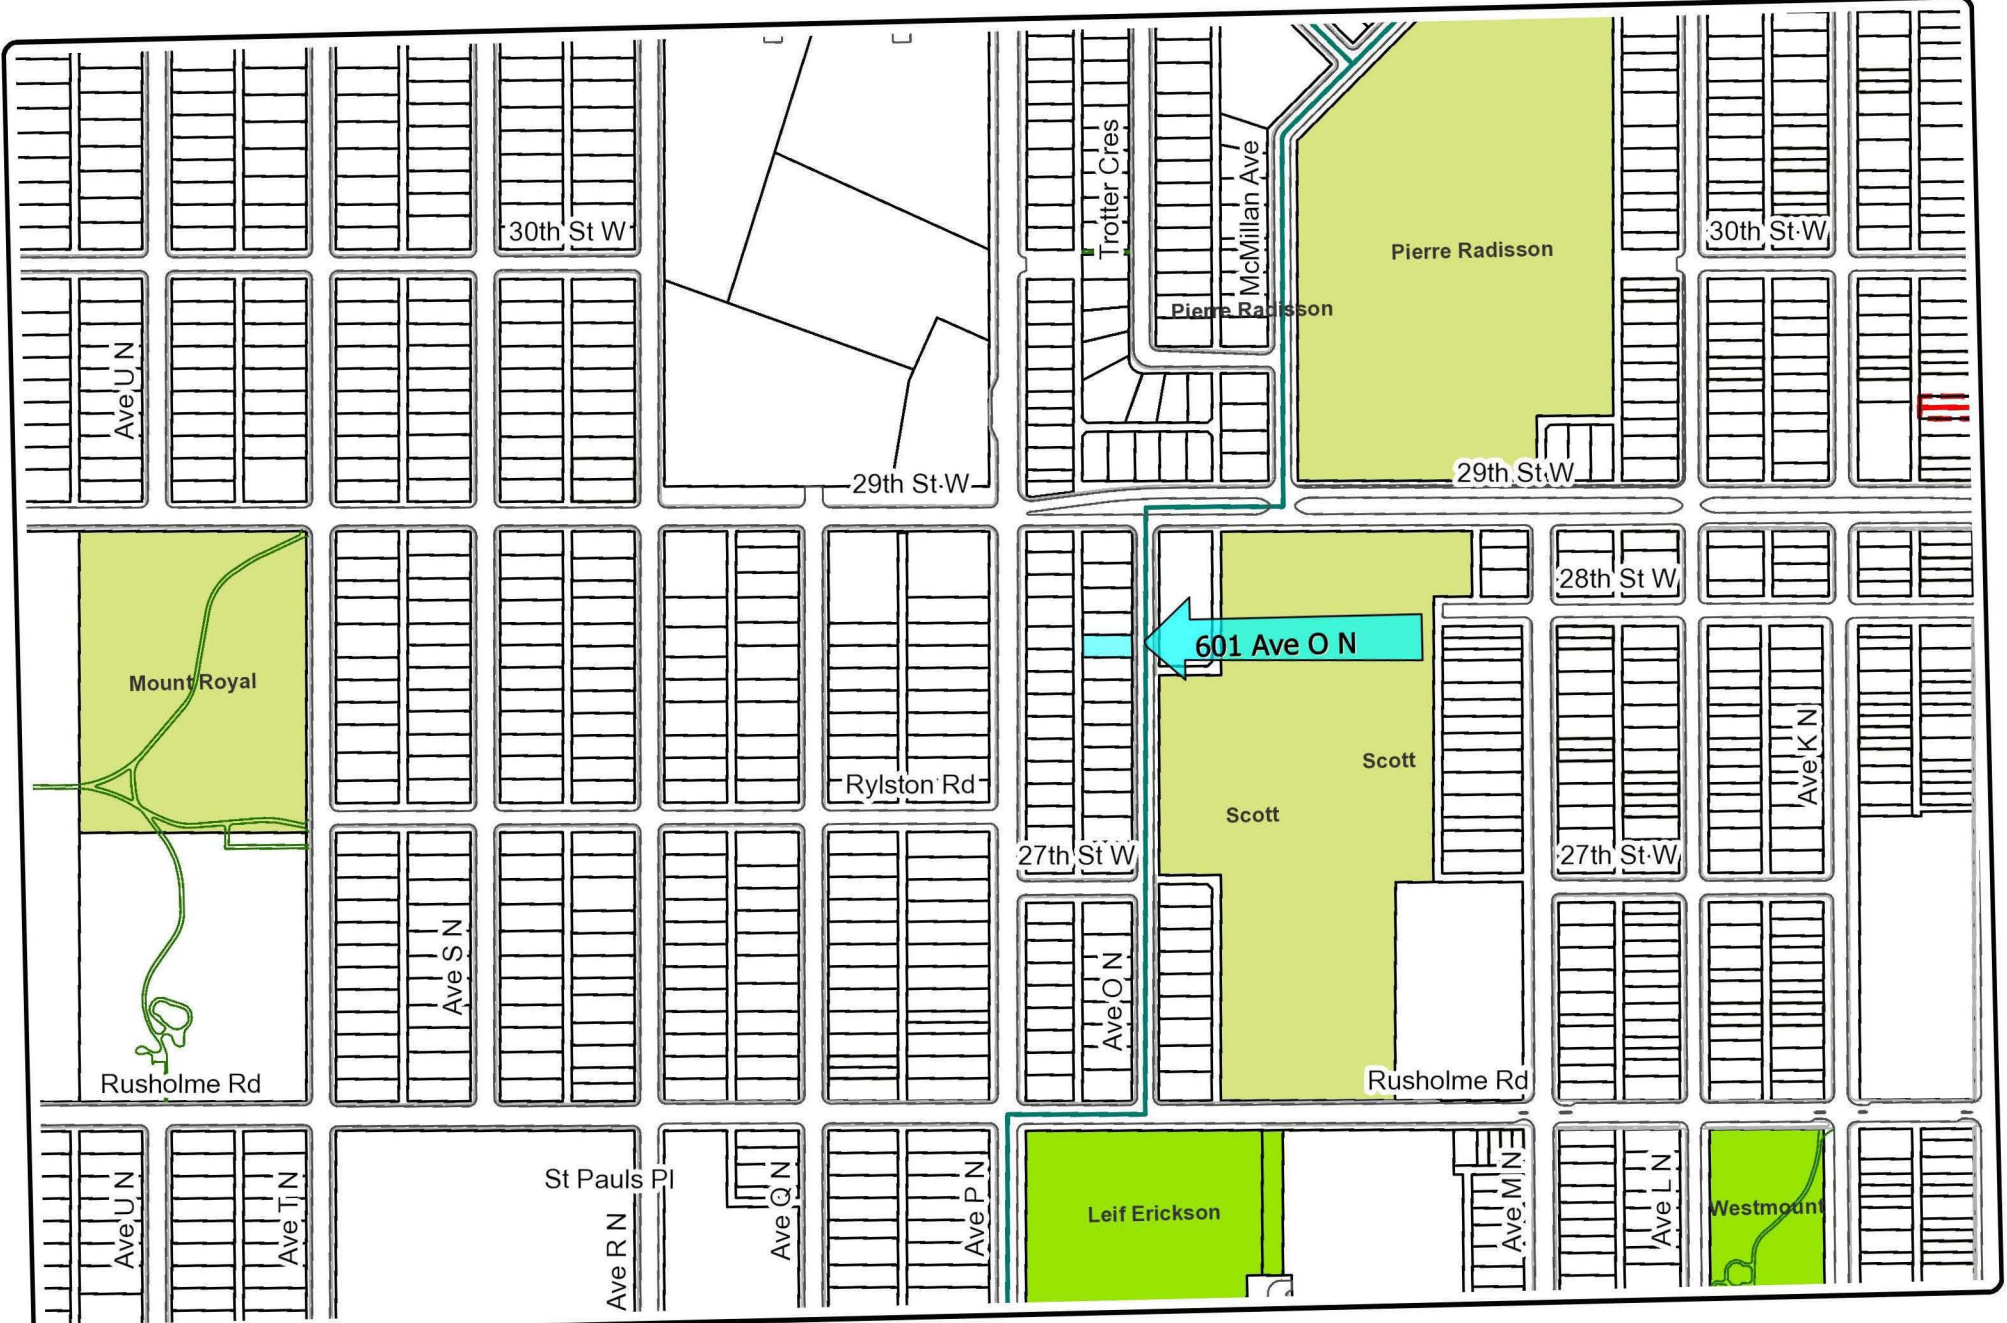 30th St W
Trotter Cres
McMillan Ave
Pierre Radisson
30th St W
Pierre Radisson
Ave U N
29th St W
29th St W
28th St W
601 Ave O N
Mount Royal
Scott
Ave K N
Rylston Rd
Scott
27th St W
27th St W
Ave S N
Ave O N
Rusholme Rd
Rusholme Rd
St Pauls Pl
Ave U N
Ave T N
Ave R N
Ave Q N
Ave P N
Leif Erickson
Ave M N
Ave L N
Westmount